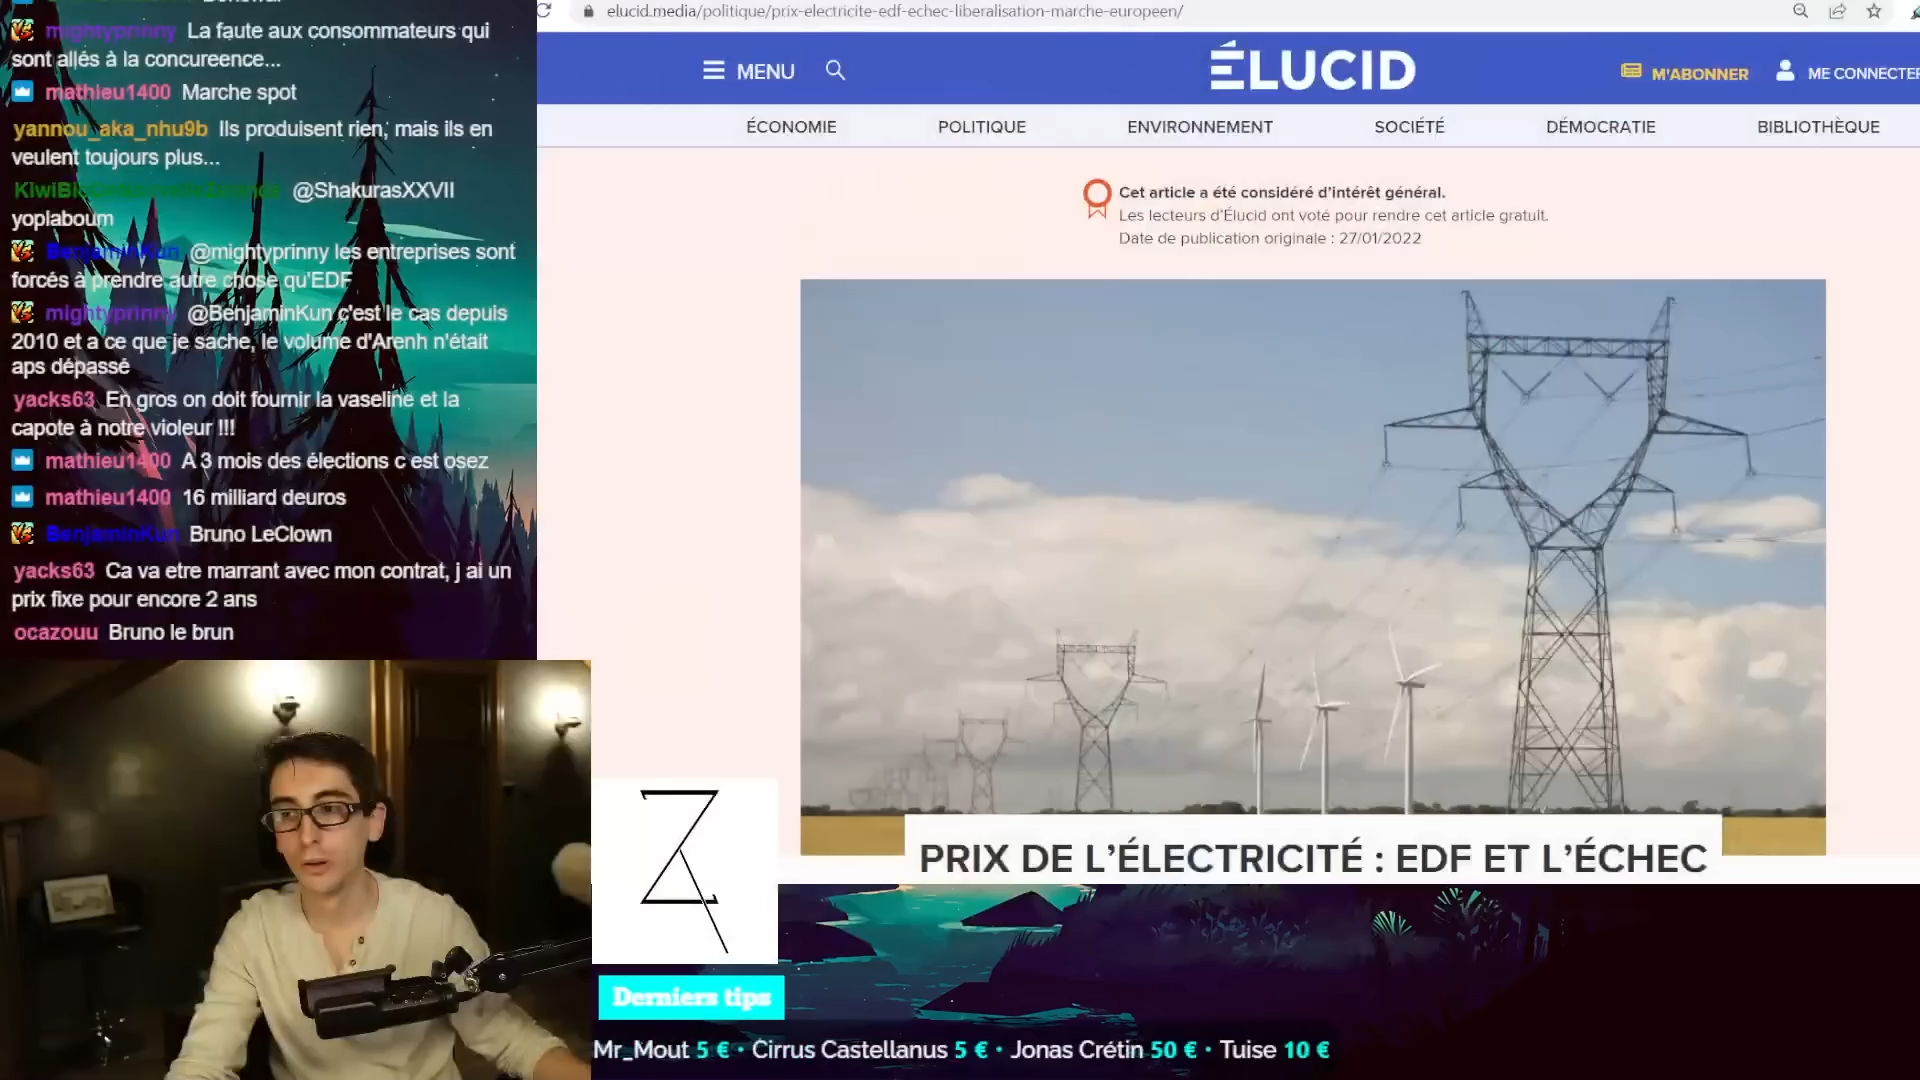 mightyprinny La faute aux consommateurs qui
sont allés à la concureence...
mathieu1400 Marche spot
yannou_aka_nhu9b Ils produisent rien, mais ils en
veulent toujours plus...
@ShakurasXXVII
yoplaboum
BenjaminKun @mightyprinny les entreprises sont
forcés à prendre autre chose qu'EDF
mightyprinny @BenjaminKun c'est le cas depuis
2010 et a ce que je sache, le volume d'Arenh n'était
aps dépassé
yacks63 En gros on doit fournir la vaseline et la
capote à notre violeur !!!
mathieu1400 A 3 mois des élections c est osez
mathieu1400 16 milliard deuros
BenjaminKun Bruno LeClown
yacks63 Ca va etre marrant avec mon contrat, j ai un
prix fixe pour encore 2 ans
ocazouu Bruno le brun
elucid.media/politique/prix-electricite-edf-echec-liberalisation-marche-europeen/
MENU
ÉLUCID
M'ABONNER
ME CONNECTER
ÉCONOMIE POLITIQUE ENVIRONNEMENT SOCIÉTÉ DÉMOCRATIE BIBLIOTHÈQUE
Cet article a été considéré d'intérêt général.
Les lecteurs d'Élucid ont voté pour rendre cet article gratuit.
Date de publication originale : 27/01/2022
PRIX DE L'ÉLECTRICITÉ : EDF ET L'ÉCHEC
Derniers tips
Mr_Mout 5 € • Cirrus Castellanus 5 € • Jonas Crétin 50 € • Tuise 10 €